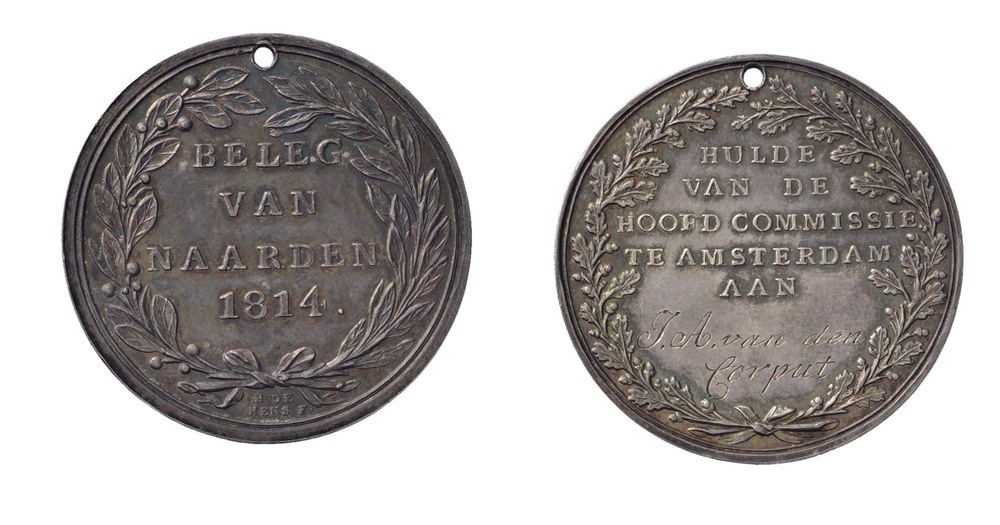 BELEG
VAN
NAARDEN
1814.
H. DE
HEUS F.
HULDE
VAN DE
HOOFD COMMISSIE
TE AMSTERDAM
AAN
J. A. van den
Corput